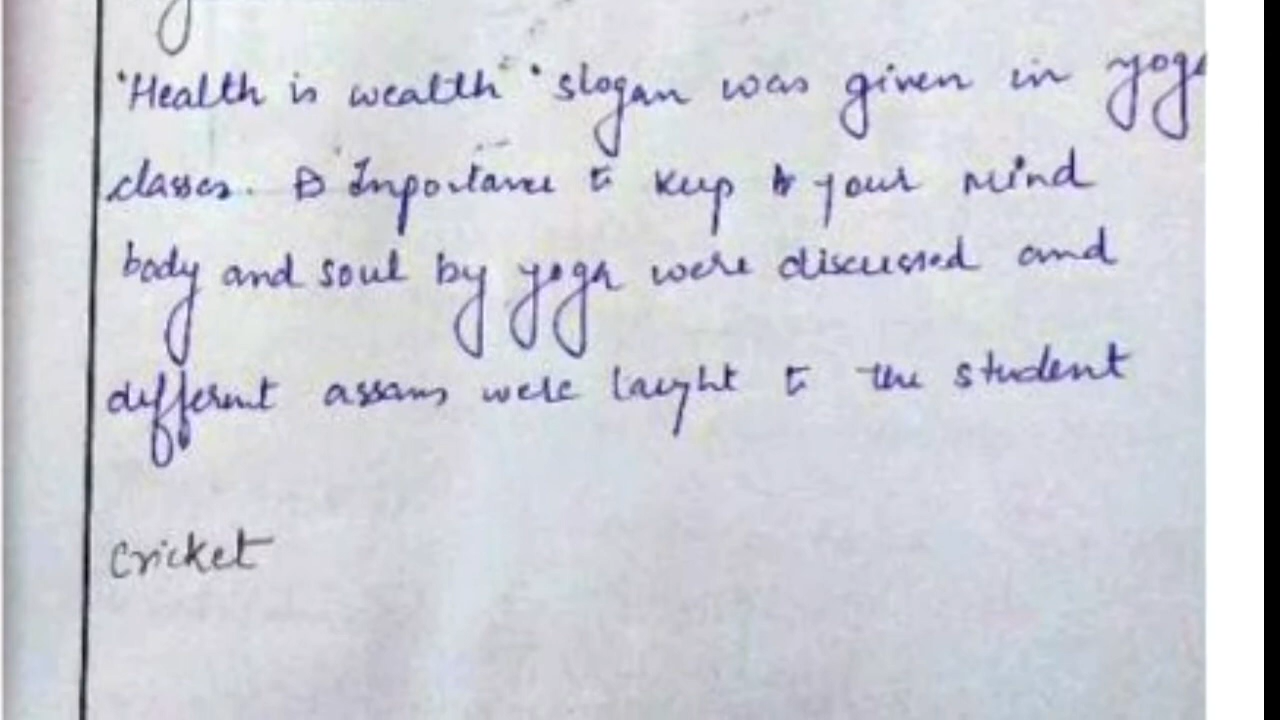 'Health is wealth' slogan was given in yoga
classes. Importance to keep your mind
body and soul by yoga were discussed and
different assans were taught to the student
Cricket